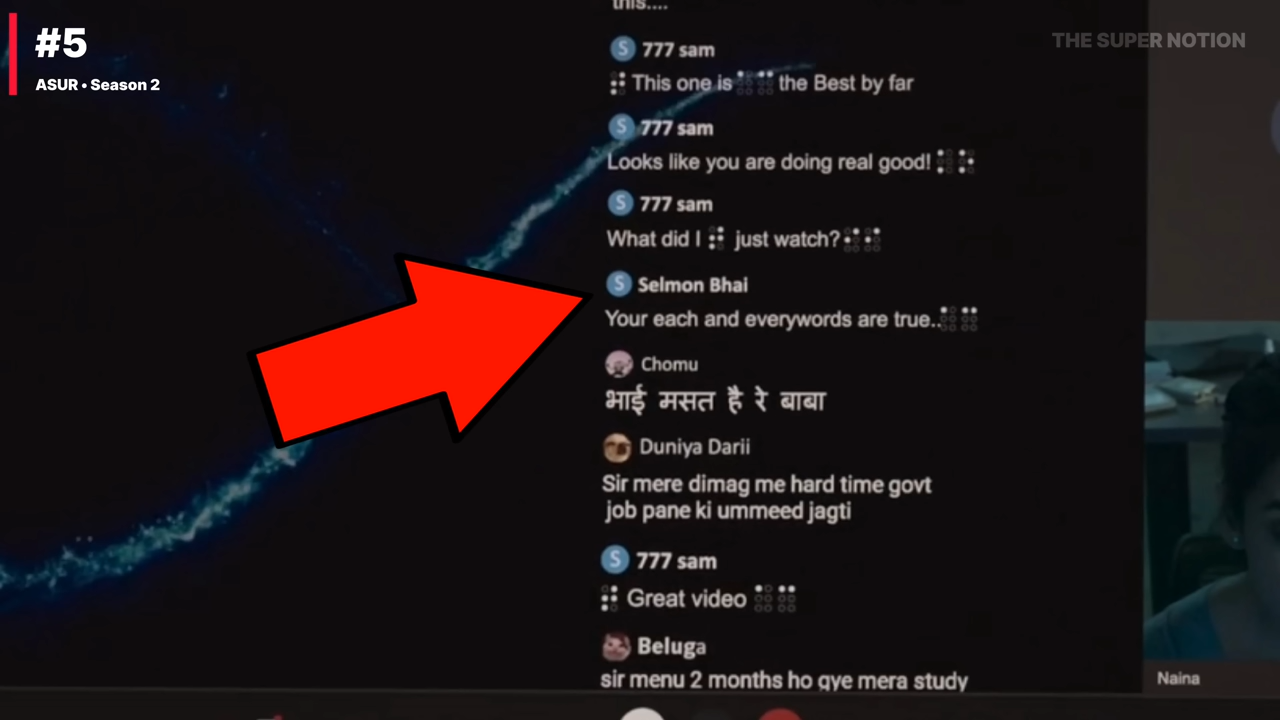 #5
ASUR • Season 2
THE SUPER NOTION
this....
777 sam
⠺ This one is ⠁⠉ the Best by far
777 sam
Looks like you are doing real good!
777 sam
What did I just watch?
Selmon Bhai
Your each and everywords are true..
Chomu
भाई मसत है रे बाबा
Duniya Darii
Sir mere dimag me hard time govt
job pane ki ummeed jagti
777 sam
Great video
Beluga
sir menu 2 months ho gye mera study
Naina